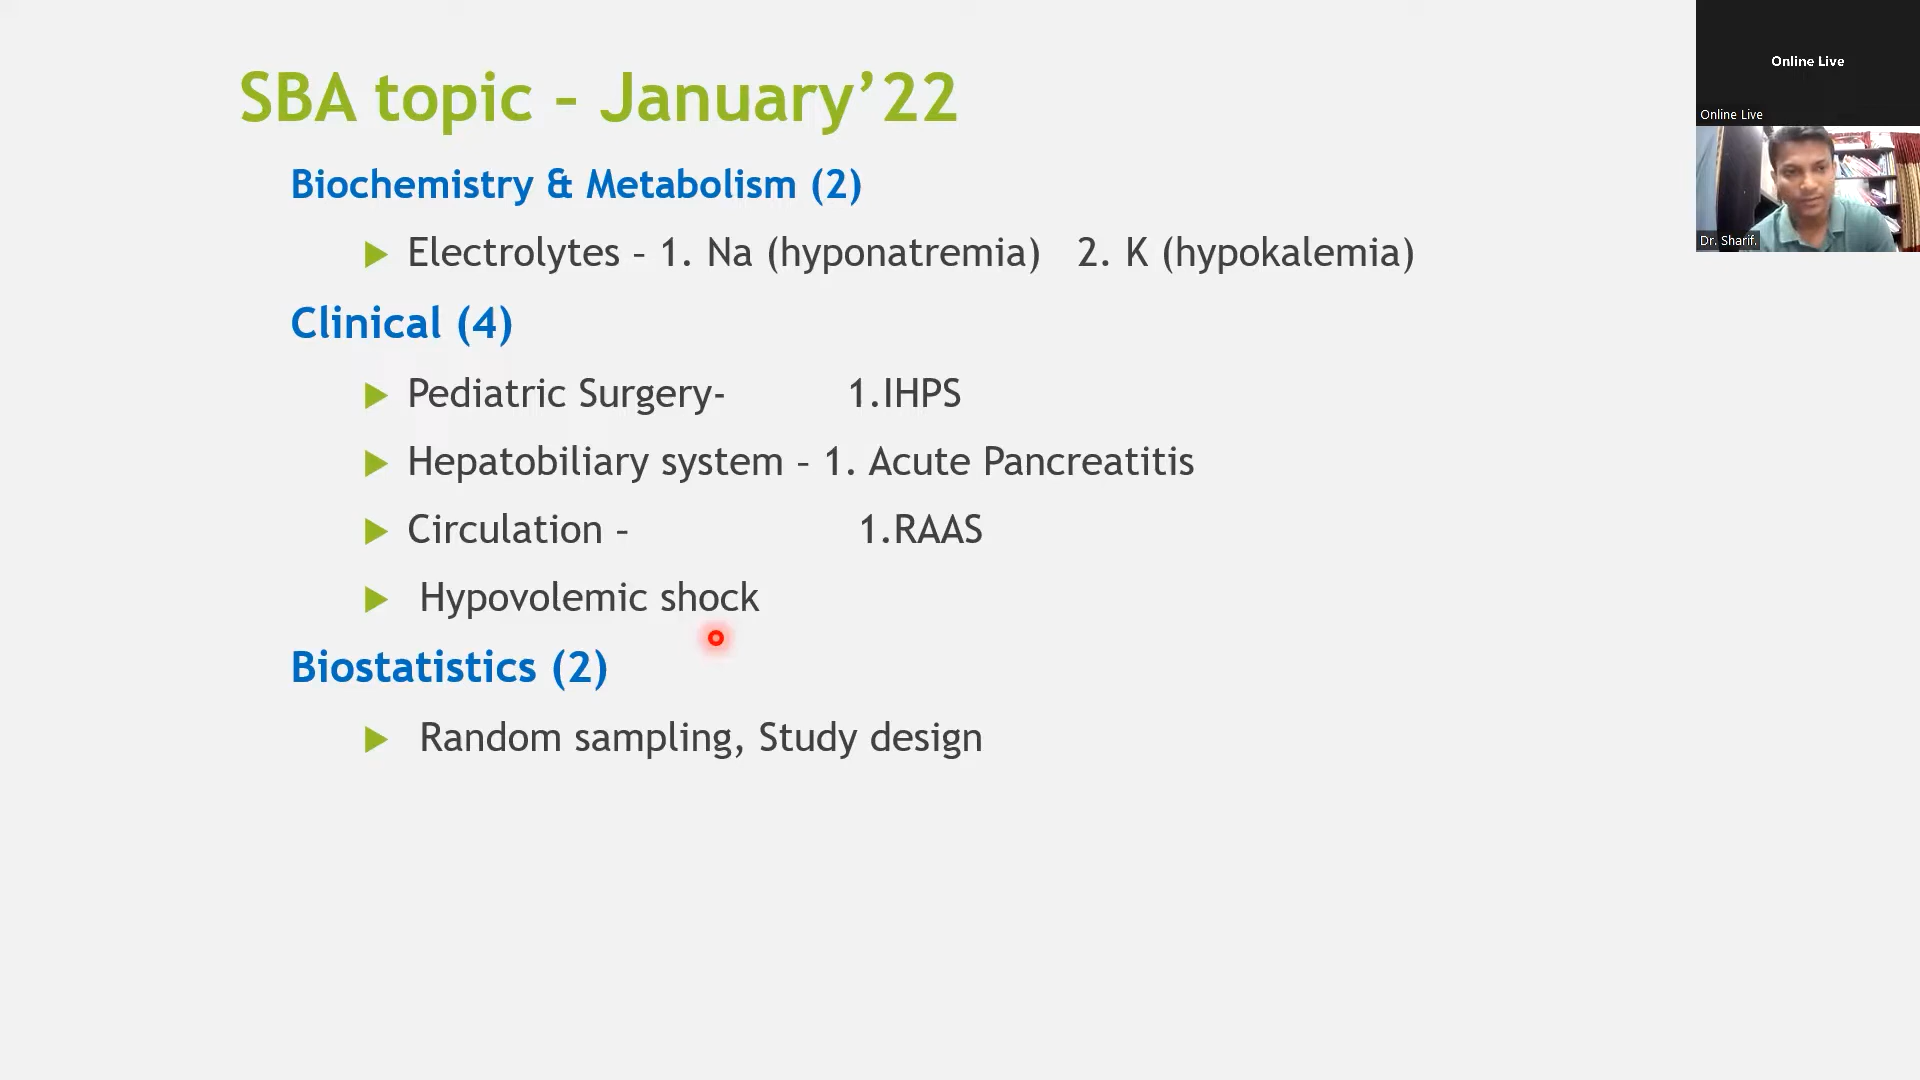 SBA topic – January’22
Biochemistry & Metabolism (2)
Electrolytes – 1. Na (hyponatremia) 2. K (hypokalemia)
Clinical (4)
Pediatric Surgery- 1.IHPS
Hepatobiliary system – 1. Acute Pancreatitis
Circulation – 1.RAAS
Hypovolemic shock
Biostatistics (2)
Random sampling, Study design
Online Live
Online Live
Dr. Sharif.